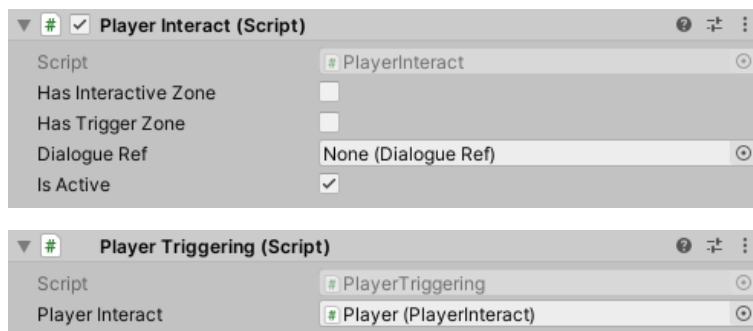 Player Interact (Script)
Script PlayerInteract
Has Interactive Zone
Has Trigger Zone
Dialogue Ref None (Dialogue Ref)
Is Active
Player Triggering (Script)
Script PlayerTriggering
Player Interact Player (PlayerInteract)